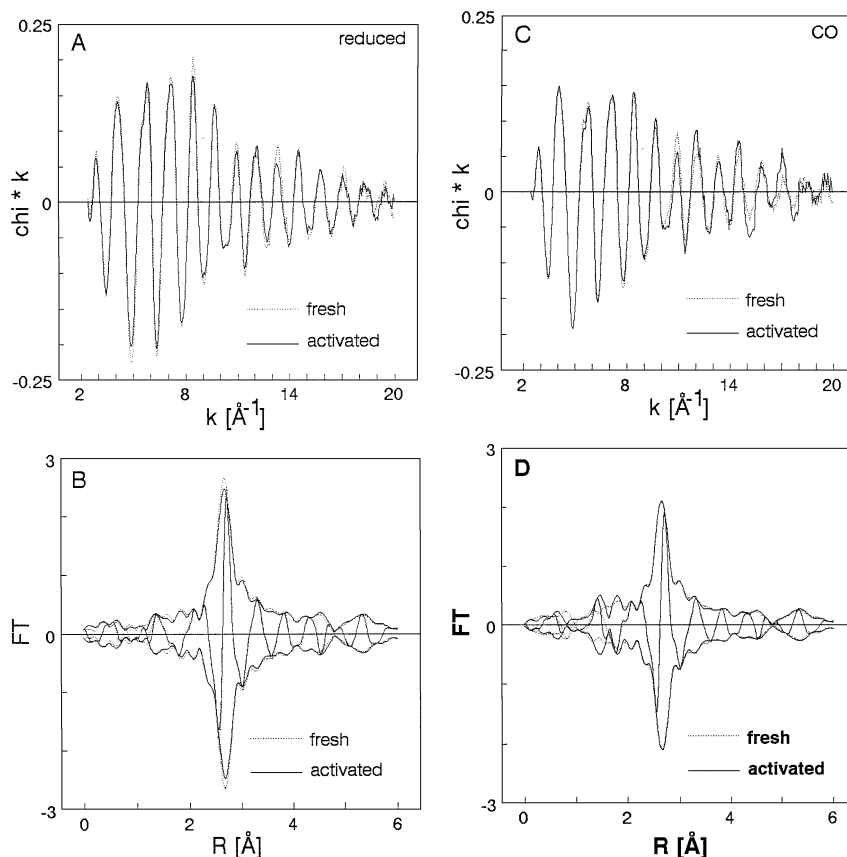 A
reduced
0.25
0
-0.25
chi * k
fresh
activated
2 8 14 20
k [Å⁻¹]
C
CO
0.25
0
-0.25
chi * k
fresh
activated
2 8 14 20
k [Å⁻¹]
B
3
0
-3
FT
fresh
activated
0 2 4 6
R [Å]
D
3
0
-3
FT
fresh
activated
0 2 4 6
R [Å]